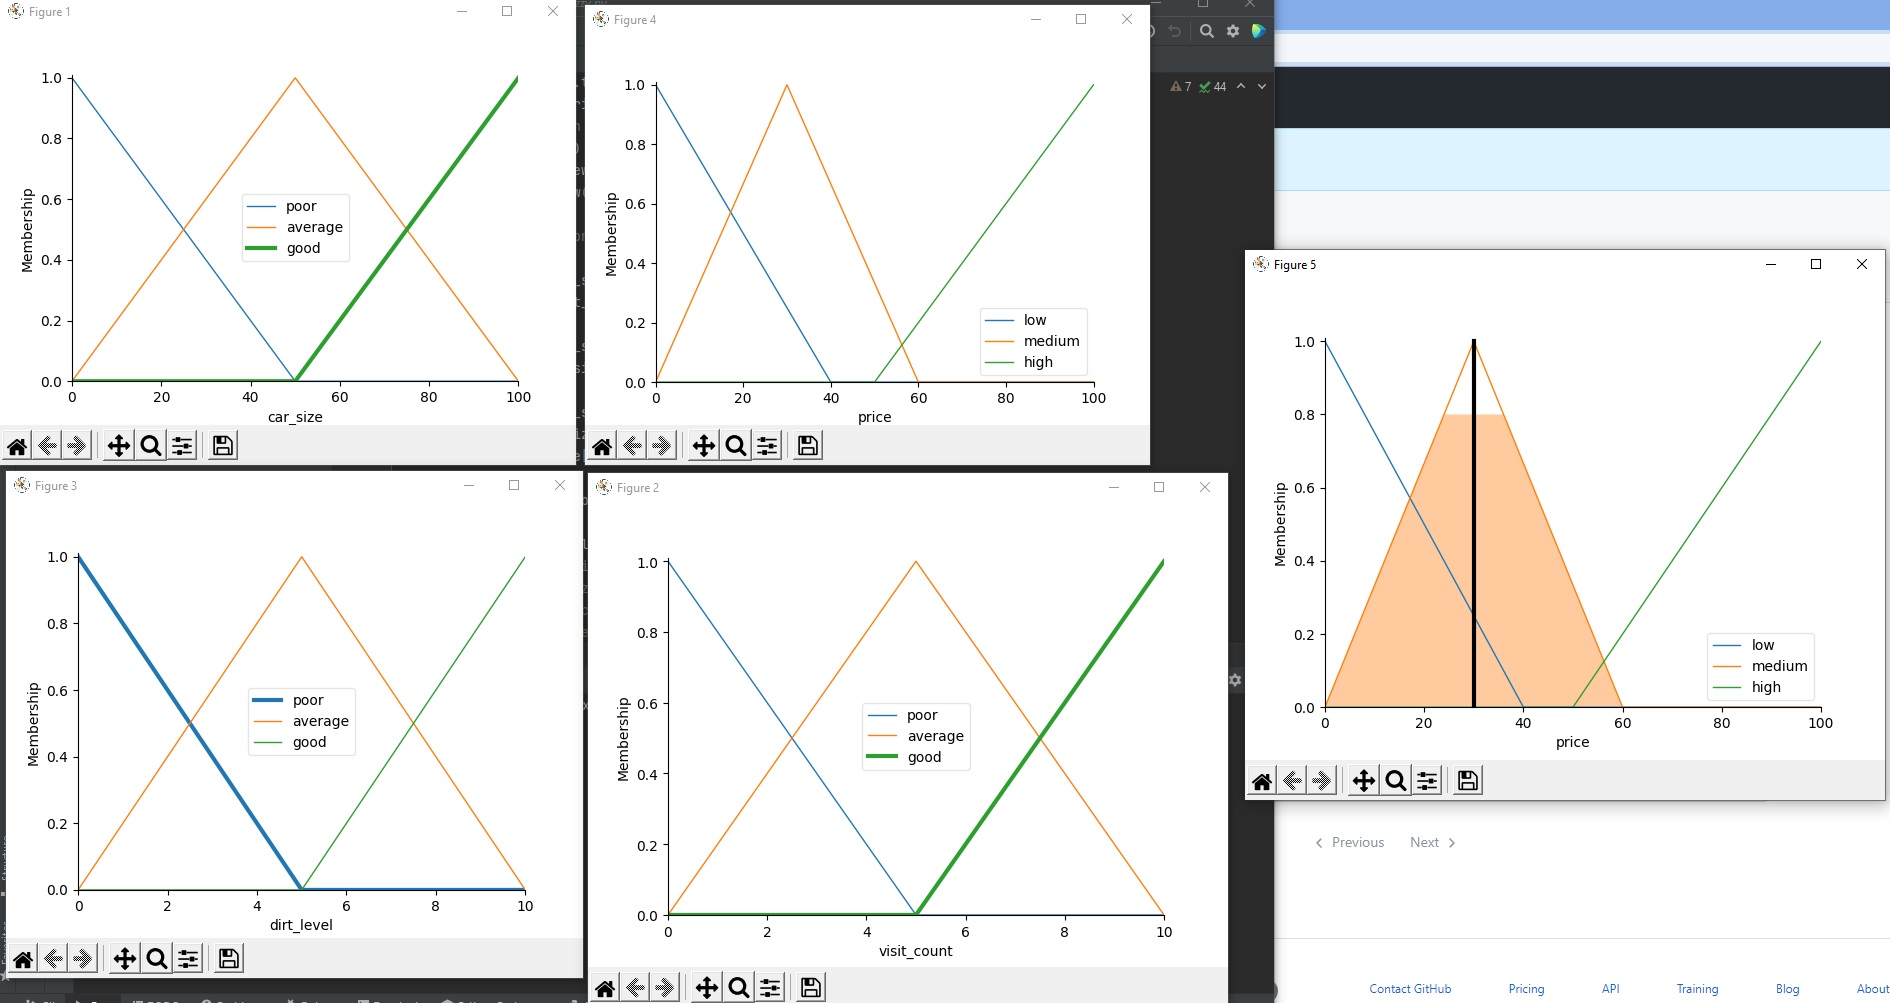 Figure 1
1.0
0.8
0.6
0.4
0.2
0.0
Membership
poor
average
good
0 20 40 60 80 100
car_size
Figure 4
1.0
0.8
0.6
0.4
0.2
0.0
Membership
low
medium
high
0 20 40 60 80 100
price
7 44
Figure 3
1.0
0.8
0.6
0.4
0.2
0.0
Membership
poor
average
good
0 2 4 6 8 10
dirt_level
Figure 2
1.0
0.8
0.6
0.4
0.2
0.0
Membership
poor
average
good
0 2 4 6 8 10
visit_count
Figure 5
1.0
0.8
0.6
0.4
0.2
0.0
Membership
low
medium
high
0 20 40 60 80 100
price
Previous Next
Contact GitHub Pricing API Training Blog About